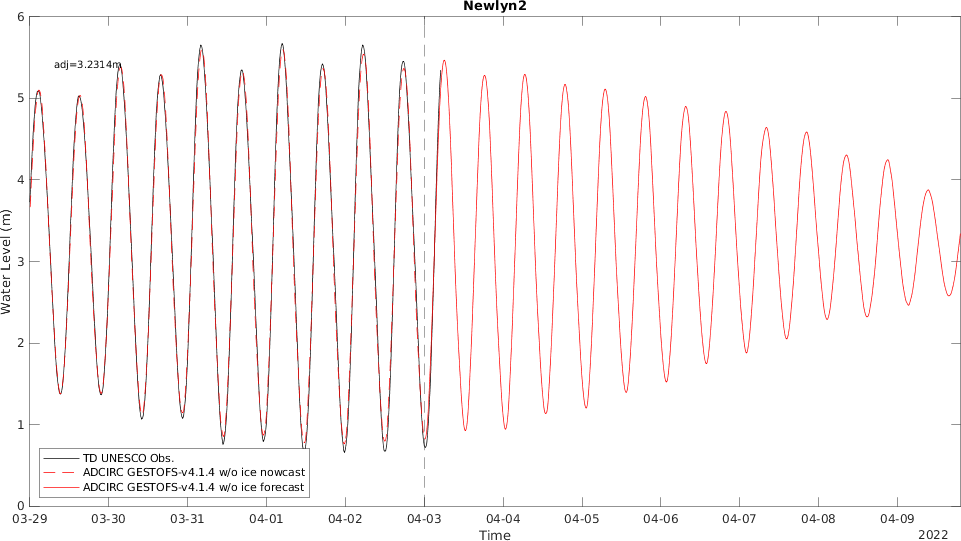 Newlyn2
adj=3.2314m
Water Level (m)
6
5
4
3
2
1
0
TD UNESCO Obs.
ADCIRC GESTOFS-v4.1.4 w/o ice nowcast
ADCIRC GESTOFS-v4.1.4 w/o ice forecast
03-29 03-30 03-31 04-01 04-02 04-03 04-04 04-05 04-06 04-07 04-08 04-09
Time
2022